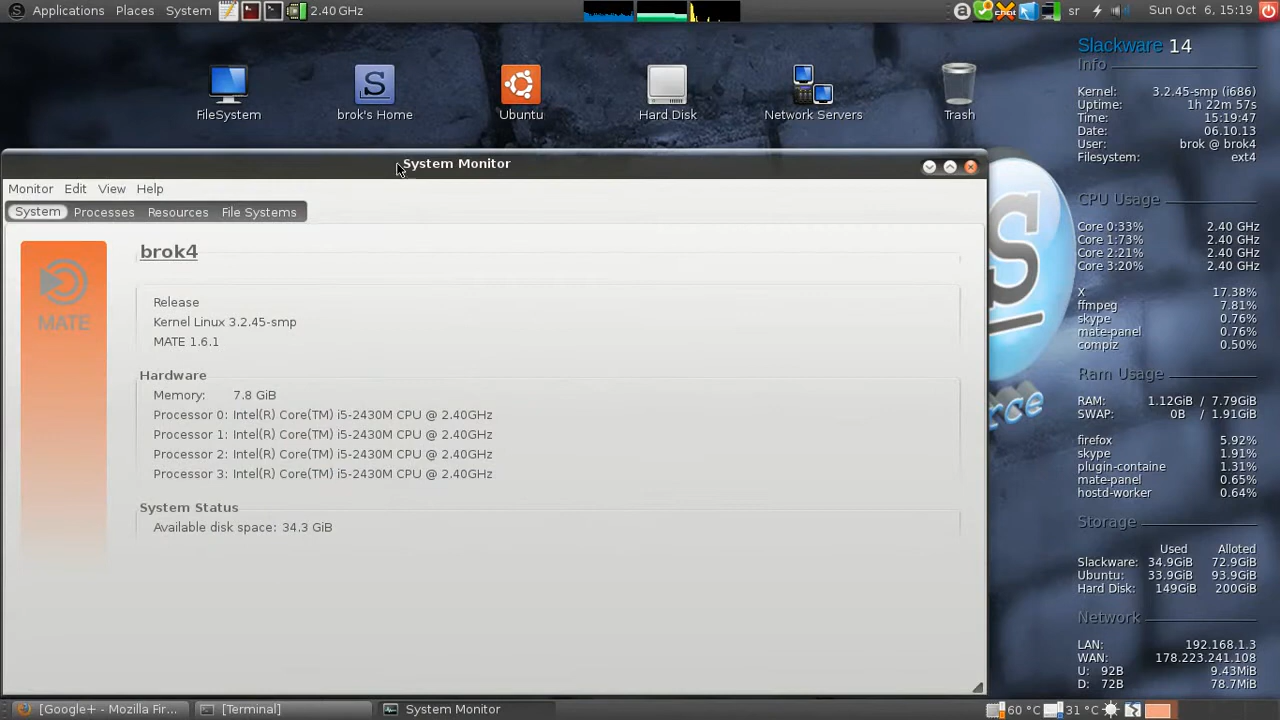 Applications Places System 2.40 GHz
chat sr Sun Oct 6, 15:19
FileSystem
brok's Home
Ubuntu
Hard Disk
Network Servers
Trash
System Monitor
Monitor Edit View Help
System Processes Resources File Systems
MATE
brok4
Release
Kernel Linux 3.2.45-smp
MATE 1.6.1
Hardware
Memory: 7.8 GiB
Processor 0: Intel(R) Core(TM) i5-2430M CPU @ 2.40GHz
Processor 1: Intel(R) Core(TM) i5-2430M CPU @ 2.40GHz
Processor 2: Intel(R) Core(TM) i5-2430M CPU @ 2.40GHz
Processor 3: Intel(R) Core(TM) i5-2430M CPU @ 2.40GHz
System Status
Available disk space: 34.3 GiB
Slackware 14
Info
Kernel: 3.2.45-smp (i686)
Uptime: 1h 22m 57s
Time: 15:19:47
Date: 06.10.13
User: brok @ brok4
Filesystem: ext4
CPU Usage
Core 0:33% 2.40 GHz
Core 1:73% 2.40 GHz
Core 2:21% 2.40 GHz
Core 3:20% 2.40 GHz
X 17.38%
ffmpeg 7.81%
skype 0.76%
mate-panel 0.76%
compiz 0.50%
Ram Usage
RAM: 1.12GiB / 7.79GiB
SWAP: 0B / 1.91GiB
firefox 5.92%
skype 1.91%
plugin-containe 1.31%
mate-panel 0.65%
hostd-worker 0.64%
Storage
Used Alloted
Slackware: 34.9GiB 72.9GiB
Ubuntu: 33.9GiB 93.9GiB
Hard Disk: 149GiB 200GiB
Network
LAN: 192.168.1.3
WAN: 178.223.241.108
U: 92B 9.43MiB
D: 72B 78.7MiB
[Google+ - Mozilla Fir... [Terminal] System Monitor 60 °C 31 °C